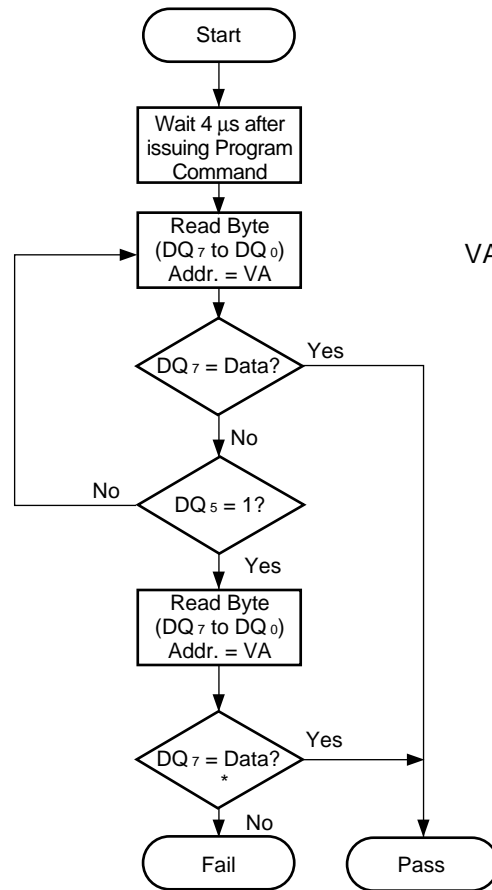 Start
Wait 4 μs after
issuing Program
Command
Read Byte
(DQ7 to DQ0)
Addr. = VA
VA
DQ7 = Data?
Yes
No
DQ5 = 1?
No
Yes
Read Byte
(DQ7 to DQ0)
Addr. = VA
DQ7 = Data?
*
Yes
No
Fail
Pass